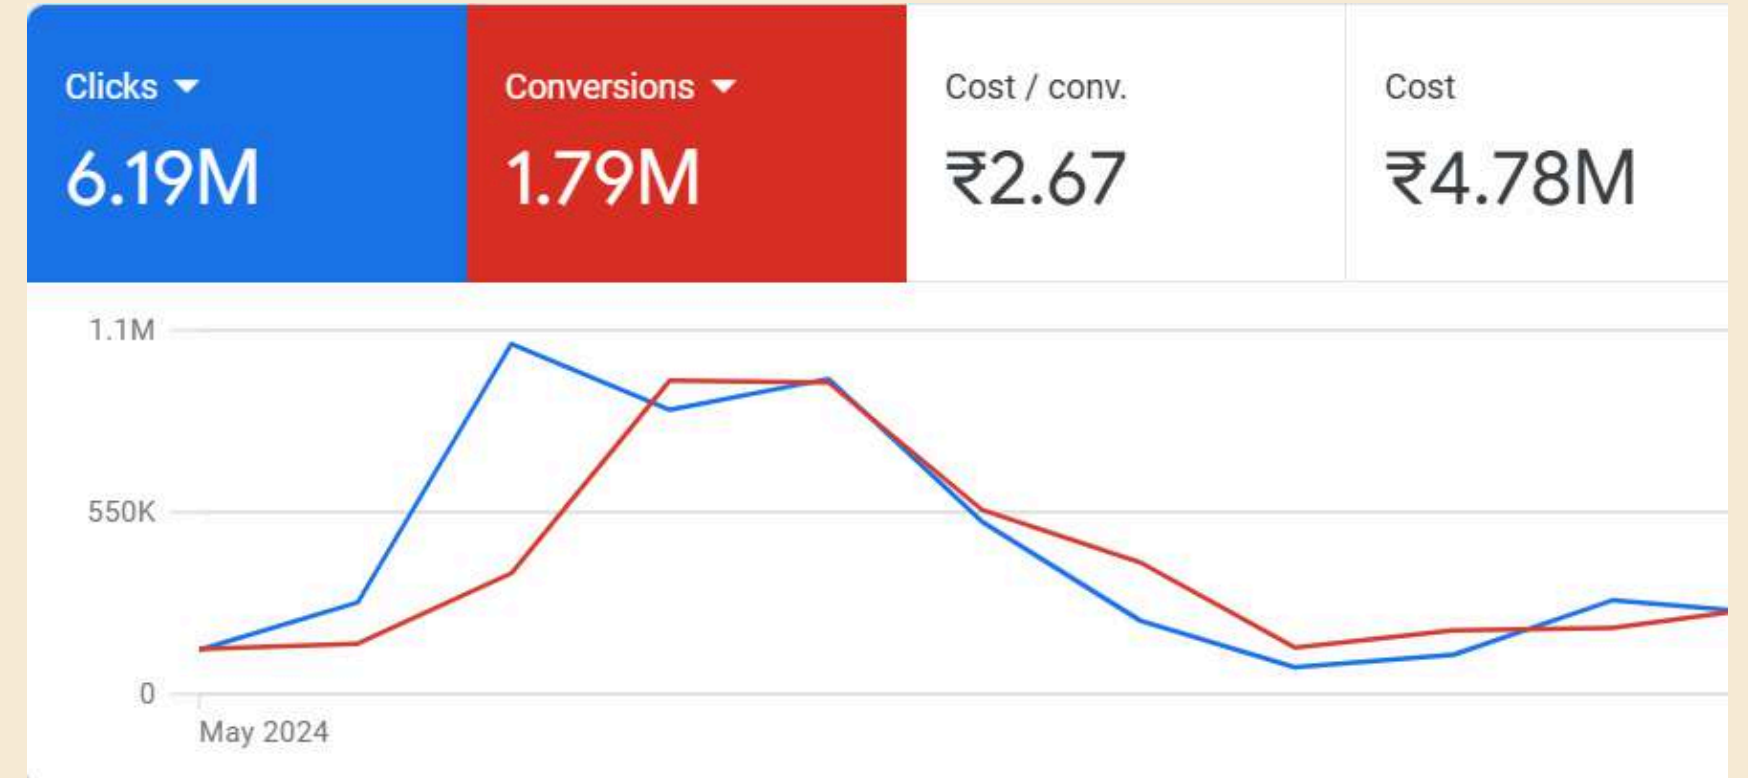 Clicks
6.19M
Conversions
1.79M
Cost / conv.
₹2.67
Cost
₹4.78M
1.1M
550K
0
May 2024